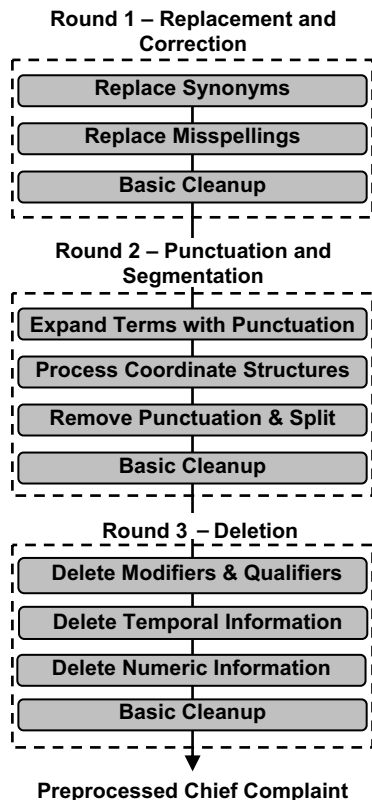 Round 1 – Replacement and
Correction
Replace Synonyms
Replace Misspellings
Basic Cleanup
Round 2 – Punctuation and
Segmentation
Expand Terms with Punctuation
Process Coordinate Structures
Remove Punctuation & Split
Basic Cleanup
Round 3 – Deletion
Delete Modifiers & Qualifiers
Delete Temporal Information
Delete Numeric Information
Basic Cleanup
Preprocessed Chief Complaint